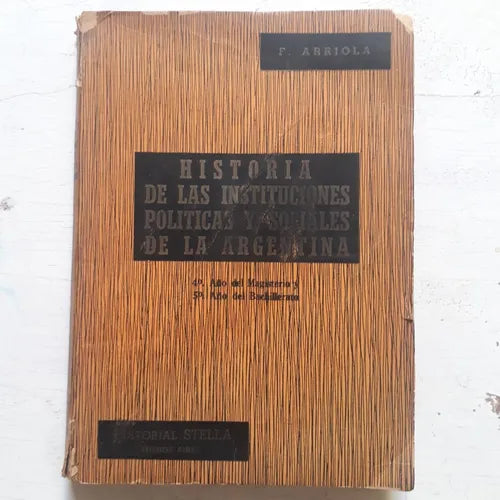 F. ARRIOLA
HISTORIA
DE LAS INSTITUCIONES
POLITICAS Y SOCIALES
DE LA ARGENTINA
4º. Año del Magisterio y
5º. Año del Bachillerato
EDITORIAL STELLA
BUENOS AIRES